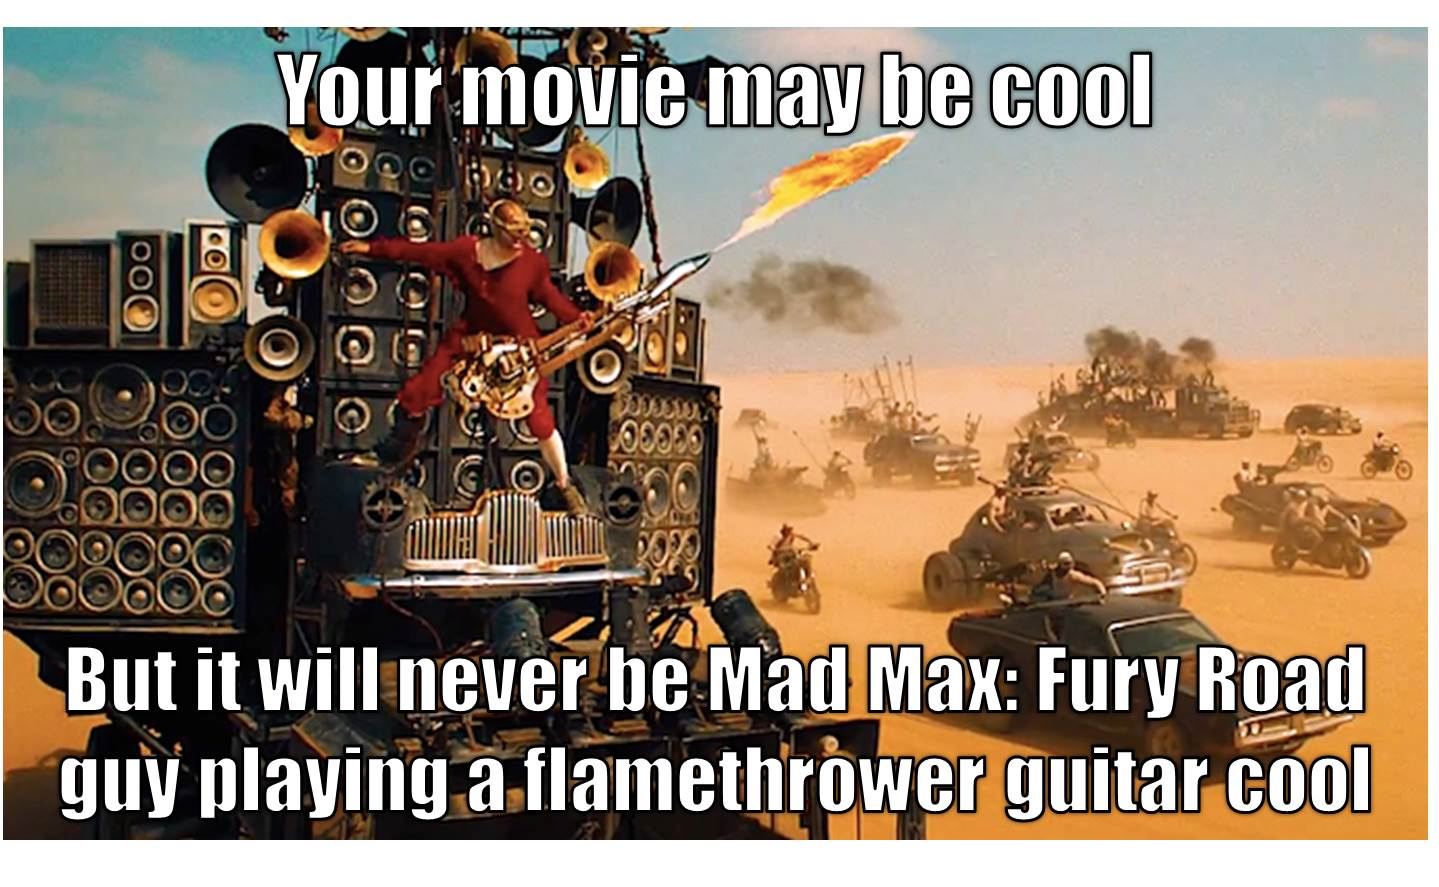 Your movie may be cool
But it will never be Mad Max: Fury Road
guy playing a flamethrower guitar cool